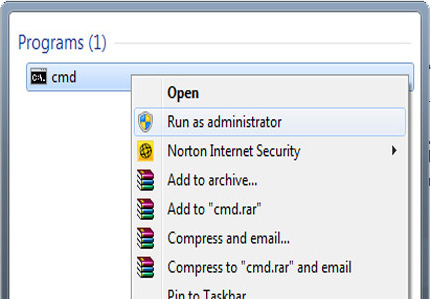 Programs (1)
cmd
Open
Run as administrator
Norton Internet Security
Add to archive...
Add to "cmd.rar"
Compress and email...
Compress to "cmd.rar" and email
Pin to Taskbar